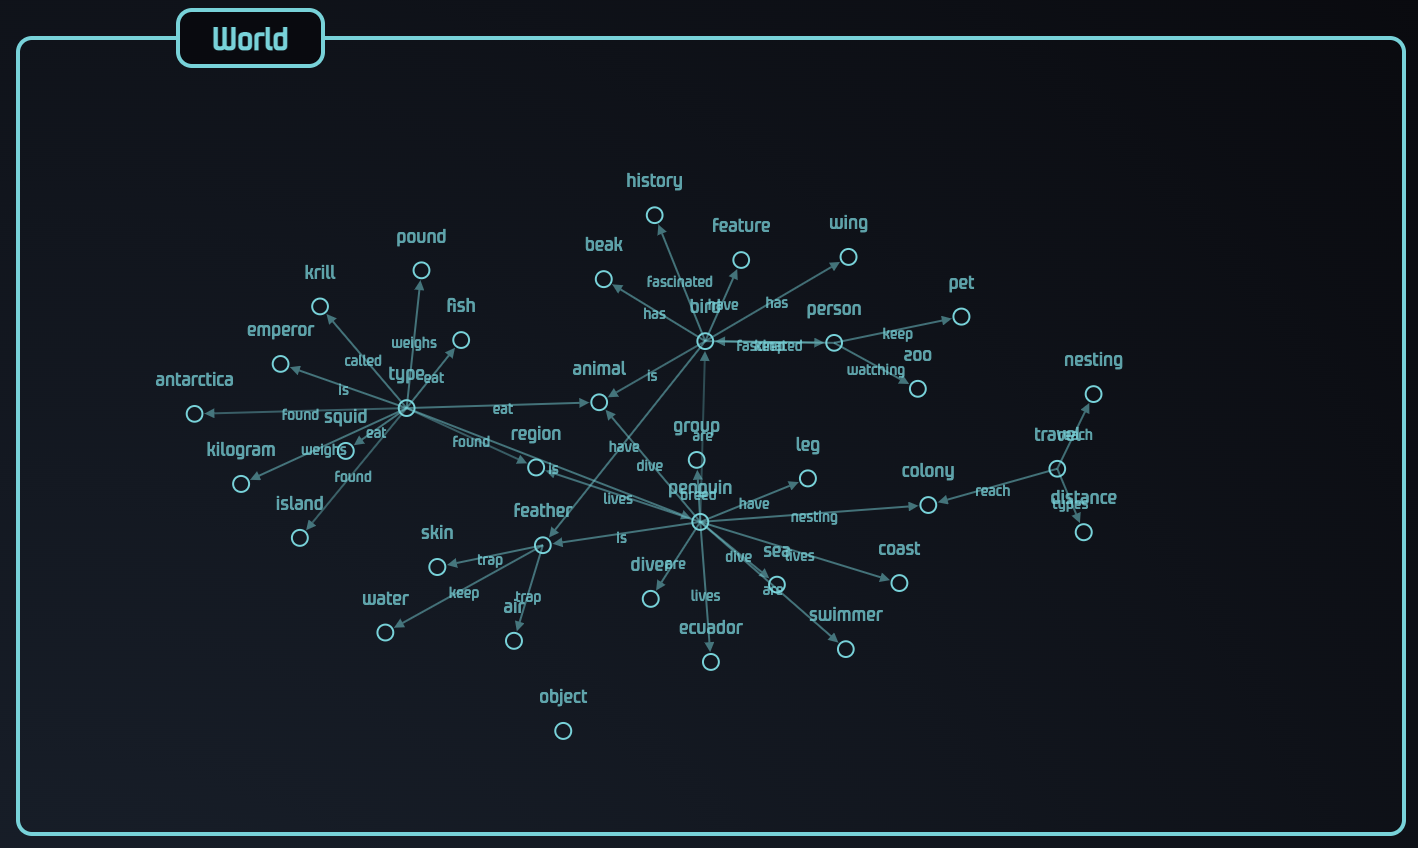 World
history
feature
wing
pound
beak
krill
fascinated
pet
fish
has
have
has
bird
person
emperor
weighs
keep
keep
zoo
called
nesting
animal
watching
type
eat
is
antarctica
is
found
squid
eat
eat
group
are
travel
region
found
have
leg
kilogram
weighs
is
dive
colony
found
penguin
breed
reach
island
lives
have
distance
types
feather
nesting
skin
is
trap
diver
are
dive
sea
lives
coast
water
keep
trap
air
lives
are
swimmer
ecuador
object